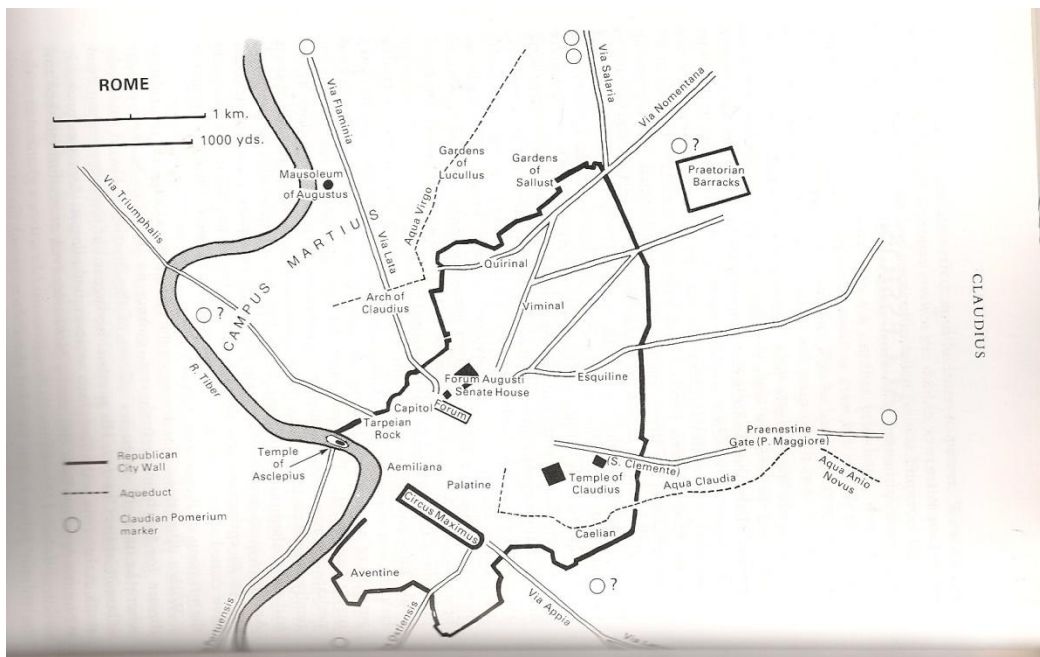 ROME
1 km.
1000 yds.
Via Flaminia
Via Salaria
Via Nomentana
?
Praetorian
Barracks
Gardens
of
Lucullus
Gardens
of
Sallust
Mausoleum
of Augustus
Via Triumphalis
Aqua Virgo
CAMPUS MARTIUS
Via Lata
Quirinal
Arch of
Claudius
Viminal
?
R. Tiber
Forum Augusti
Senate House
Esquiline
Capitol
Forum
Tarpeian
Rock
Praenestine
Gate (P. Maggiore)
Temple
of
Asclepius
Aemiliana
(S. Clemente)
Temple of
Claudius
Aqua Claudia
Aqua Anio
Novus
Palatine
Circus Maximus
Caelian
Aventine
?
Via Appia
Republican
City Wall
Aqueduct
Claudian Pomerium
marker
CLAUDIUS